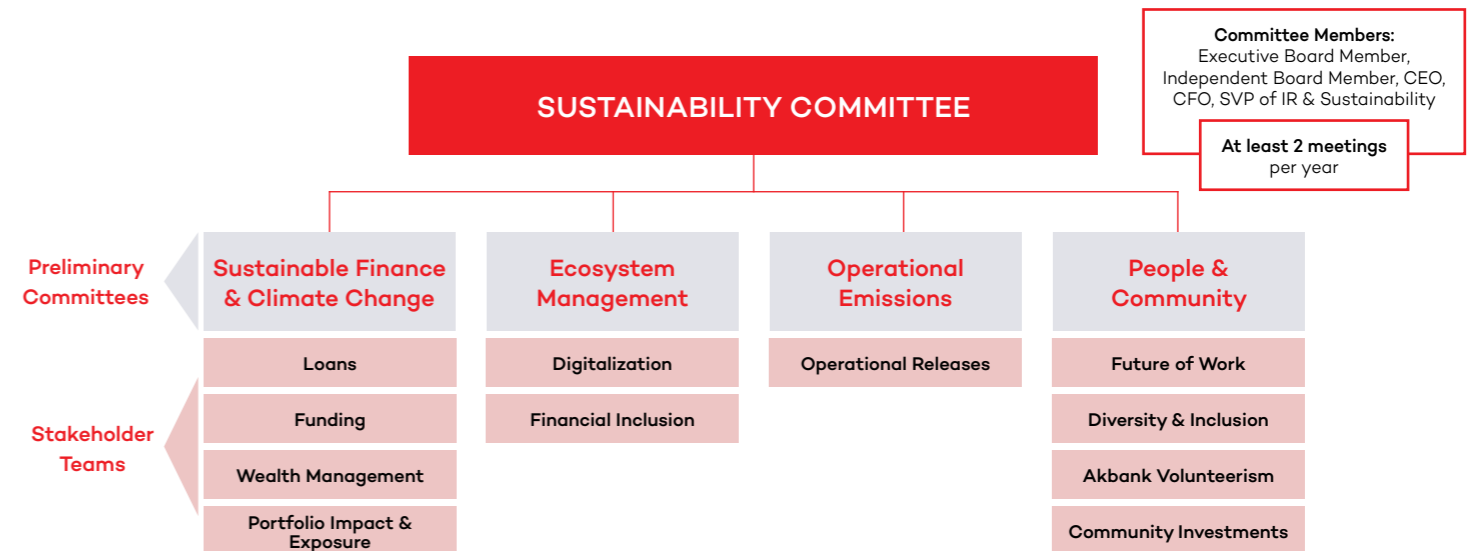 Committee Members:
Executive Board Member,
Independent Board Member, CEO,
CFO, SVP of IR & Sustainability
At least 2 meetings
per year
SUSTAINABILITY COMMITTEE
Preliminary
Committees
Sustainable Finance
& Climate Change
Ecosystem
Management
Operational
Emissions
People &
Community
Stakeholder
Teams
Loans
Funding
Wealth Management
Portfolio Impact &
Exposure
Digitalization
Financial Inclusion
Operational Releases
Future of Work
Diversity & Inclusion
Akbank Volunteerism
Community Investments